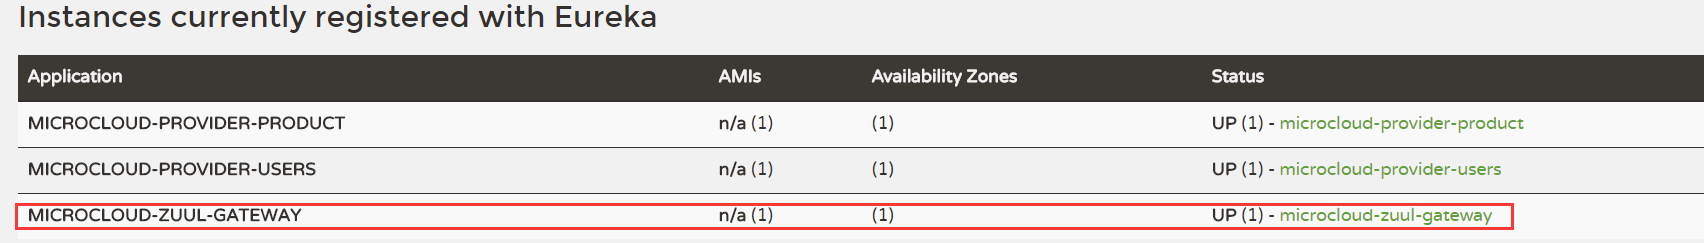 Instances currently registered with Eureka
Application AMIs Availability Zones Status
MICROCLOUD-PROVIDER-PRODUCT n/a (1) (1) UP (1) - microcloud-provider-product
MICROCLOUD-PROVIDER-USERS n/a (1) (1) UP (1) - microcloud-provider-users
MICROCLOUD-ZUUL-GATEWAY n/a (1) (1) UP (1) - microcloud-zuul-gateway